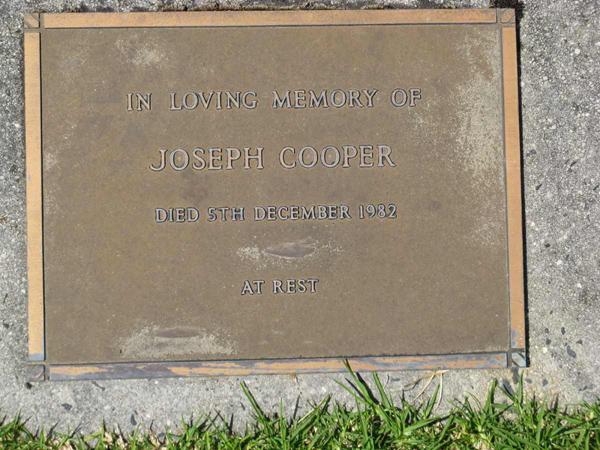 IN LOVING MEMORY OF
JOSEPH COOPER
DIED 5TH DECEMBER 1982
AT REST